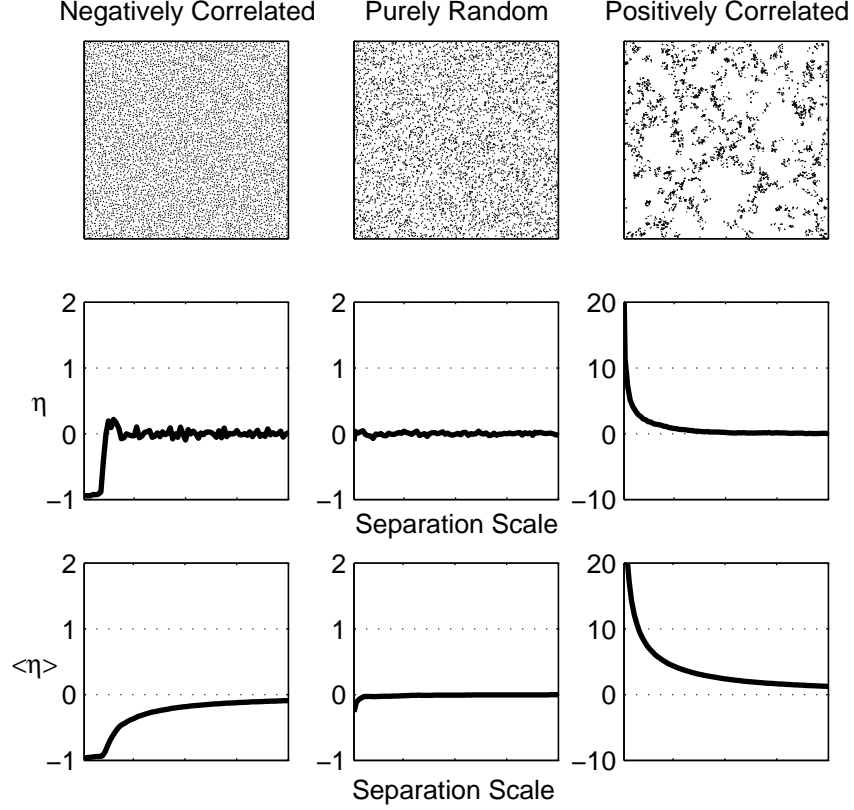 Negatively Correlated Purely Random Positively Correlated
2 2 20
1 1 10
η 0 0 0
−1 −1 −10
Separation Scale
2 2 20
1 1 10
<η> 0 0 0
−1 −1 −10
Separation Scale